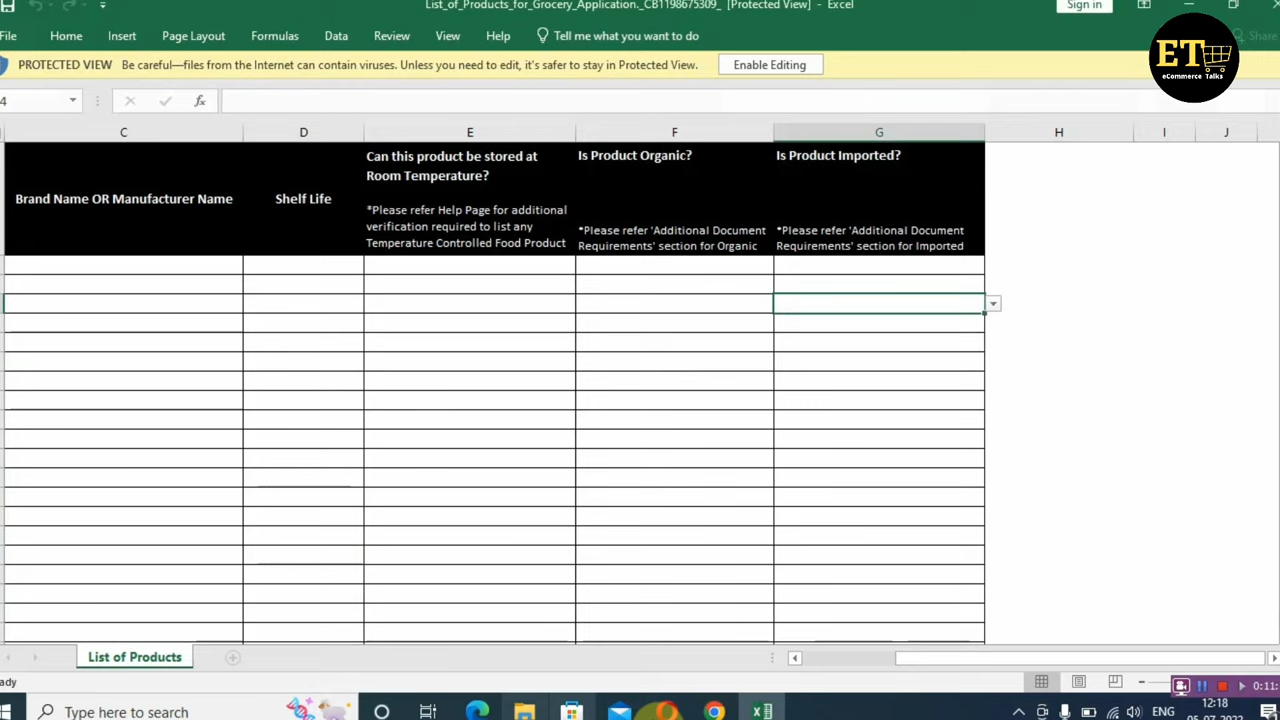 List_of_Products_for_Grocery_Application._CB1198675309_ [Protected View] - Excel
Sign in
File Home Insert Page Layout Formulas Data Review View Help Tell me what you want to do Share
PROTECTED VIEW Be careful—files from the Internet can contain viruses. Unless you need to edit, it's safer to stay in Protected View. Enable Editing
ET
eCommerce Talks
4 fx
C D E F G H I J
Brand Name OR Manufacturer Name
Shelf Life
Can this product be stored at
Room Temperature?
*Please refer Help Page for additional
verification required to list any
Temperature Controlled Food Product
Is Product Organic?
*Please refer 'Additional Document
Requirements' section for Organic
Is Product Imported?
*Please refer 'Additional Document
Requirements' section for Imported
List of Products
ady
0:11:
Type here to search
ENG
12:18
05-07-2022